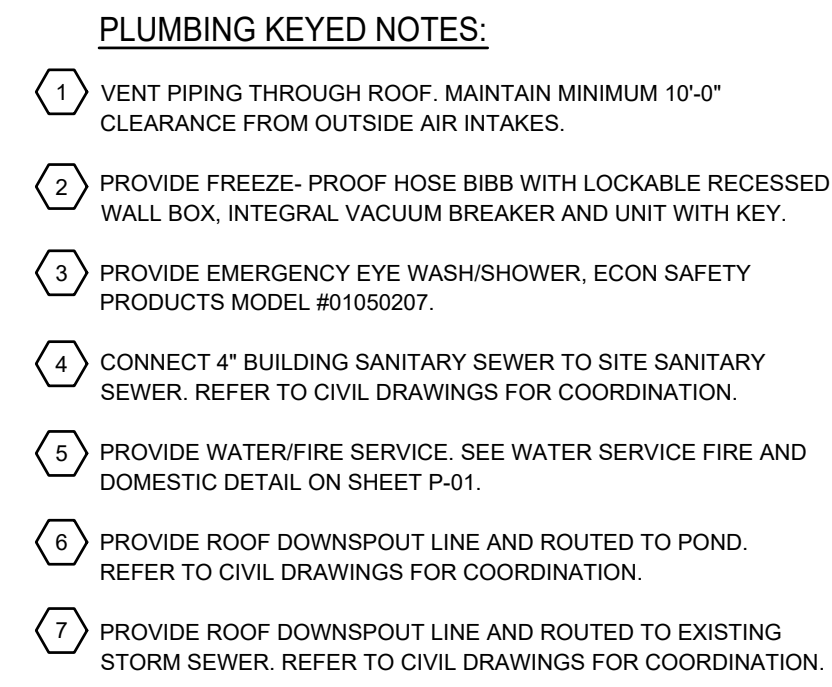 PLUMBING KEYED NOTES:
1 VENT PIPING THROUGH ROOF. MAINTAIN MINIMUM 10'-0"
CLEARANCE FROM OUTSIDE AIR INTAKES.
2 PROVIDE FREEZE- PROOF HOSE BIBB WITH LOCKABLE RECESSED
WALL BOX, INTEGRAL VACUUM BREAKER AND UNIT WITH KEY.
3 PROVIDE EMERGENCY EYE WASH/SHOWER, ECON SAFETY
PRODUCTS MODEL #01050207.
4 CONNECT 4" BUILDING SANITARY SEWER TO SITE SANITARY
SEWER. REFER TO CIVIL DRAWINGS FOR COORDINATION.
5 PROVIDE WATER/FIRE SERVICE. SEE WATER SERVICE FIRE AND
DOMESTIC DETAIL ON SHEET P-01.
6 PROVIDE ROOF DOWNSPOUT LINE AND ROUTED TO POND.
REFER TO CIVIL DRAWINGS FOR COORDINATION.
7 PROVIDE ROOF DOWNSPOUT LINE AND ROUTED TO EXISTING
STORM SEWER. REFER TO CIVIL DRAWINGS FOR COORDINATION.